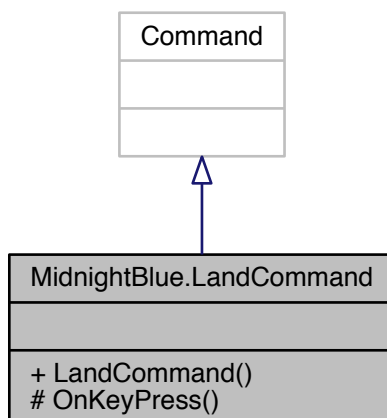 Command
MidnightBlue.LandCommand
+ LandCommand()
# OnKeyPress()